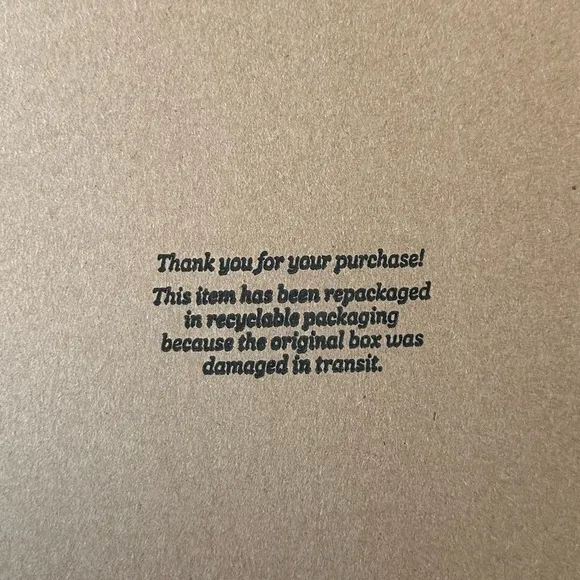 Thank you for your purchase!
This item has been repackaged
in recyclable packaging
because the original box was
damaged in transit.